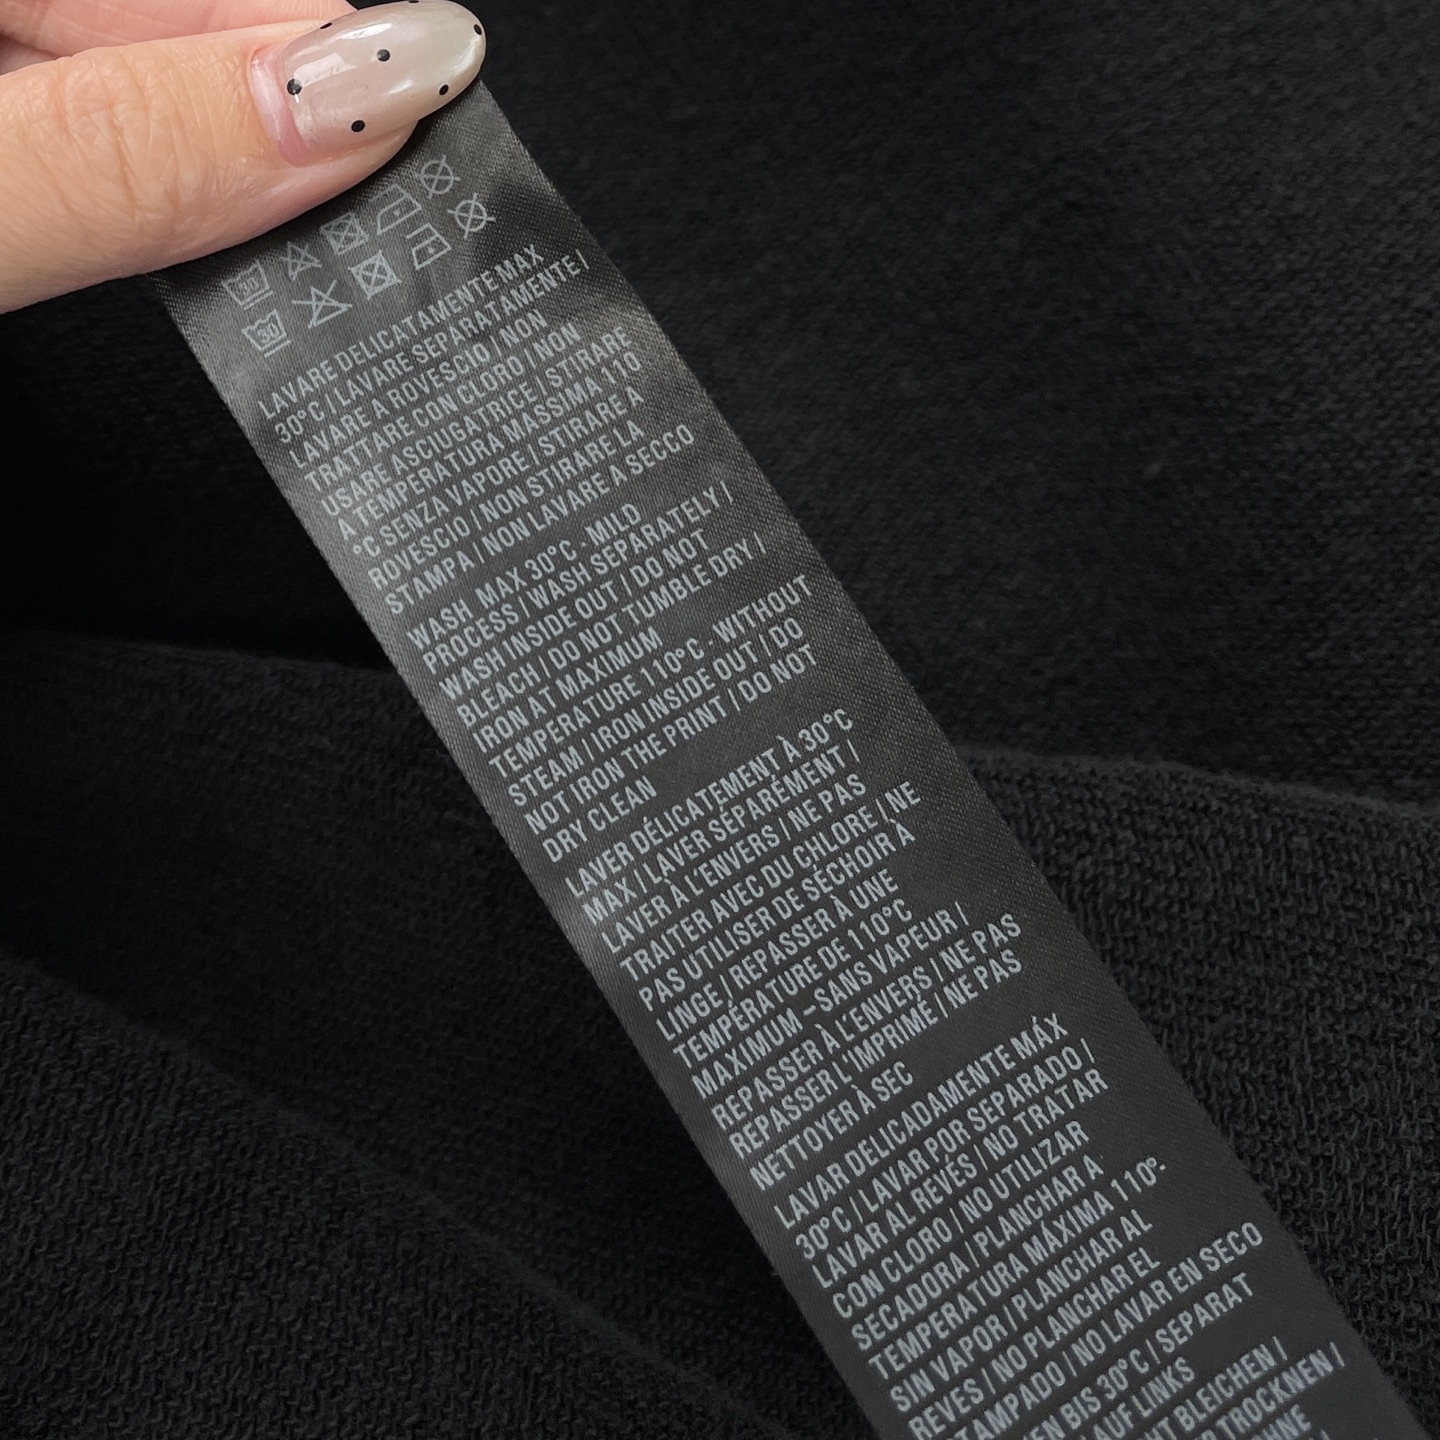 30
30
LAVARE DELICATAMENTE MAX
30°C / LAVARE SEPARATAMENTE /
LAVARE A ROVESCIO / NON
TRATTARE CON CLORO / NON
USARE ASCIUGATRICE / STIRARE
A TEMPERATURA MASSIMA 110
°C SENZA VAPORE / STIRARE A
ROVESCIO / NON STIRARE LA
STAMPA / NON LAVARE A SECCO
WASH MAX 30°C - MILD
PROCESS / WASH SEPARATELY /
WASH INSIDE OUT / DO NOT
BLEACH / DO NOT TUMBLE DRY /
IRON AT MAXIMUM
TEMPERATURE 110°C - WITHOUT
STEAM / IRON INSIDE OUT / DO
NOT IRON THE PRINT / DO NOT
DRY CLEAN
LAVER DÉLICATEMENT À 30°C
MAX / LAVER SÉPARÉMENT /
LAVER À L'ENVERS / NE PAS
TRAITER AVEC DU CHLORE / NE
PAS UTILISER DE SÉCHOIR À
LINGE / REPASSER À UNE
TEMPÉRATURE DE 110°C
MAXIMUM – SANS VAPEUR /
REPASSER À L'ENVERS / NE PAS
REPASSER L'IMPRIMÉ / NE PAS
NETTOYER À SEC
LAVAR DELICADAMENTE MÁX
30°C / LAVAR POR SEPARADO /
LAVAR AL REVÉS / NO TRATAR
CON CLORO / NO UTILIZAR
SECADORA / PLANCHAR A
TEMPERATURA MÁXIMA 110°-
SIN VAPOR / PLANCHAR AL
REVES / NO PLANCHAR EL
STAMPADO / NO LAVAR EN SECO
BIS 30°C / SEPARAT
AUF LINKS
BLEICHEN /
TROCKNEN /